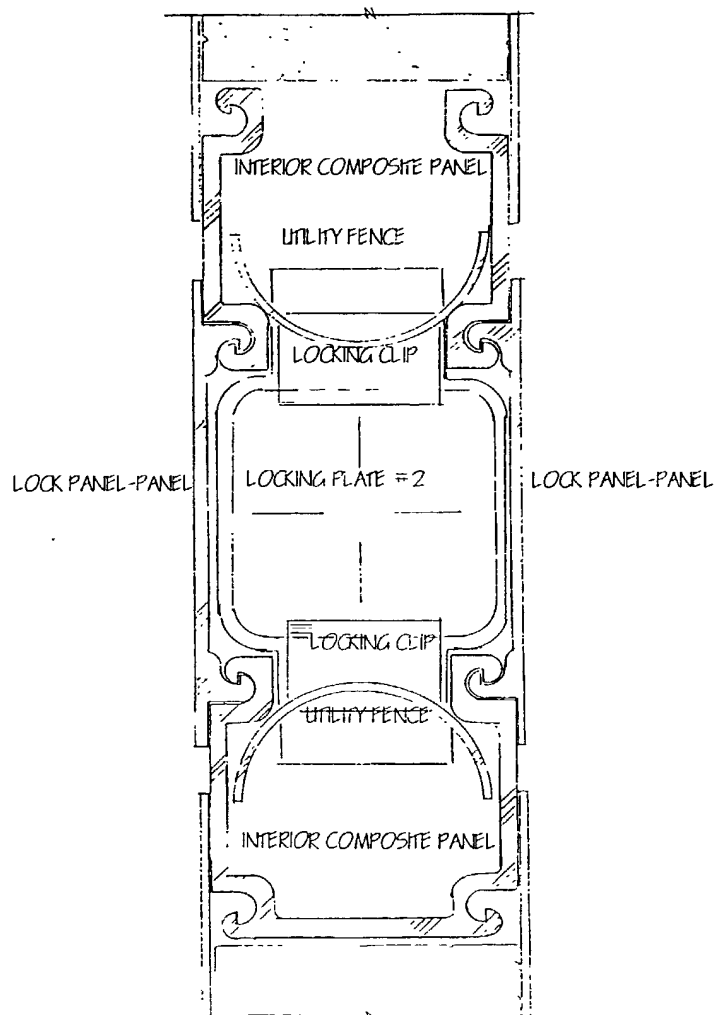 INTERIOR COMPOSITE PANEL
UTILITY FENCE
LOCKING CLIP
LOCK PANEL-PANEL
LOCKING PLATE #2
LOCK PANEL-PANEL
LOCKING CLIP
UTILITY FENCE
INTERIOR COMPOSITE PANEL